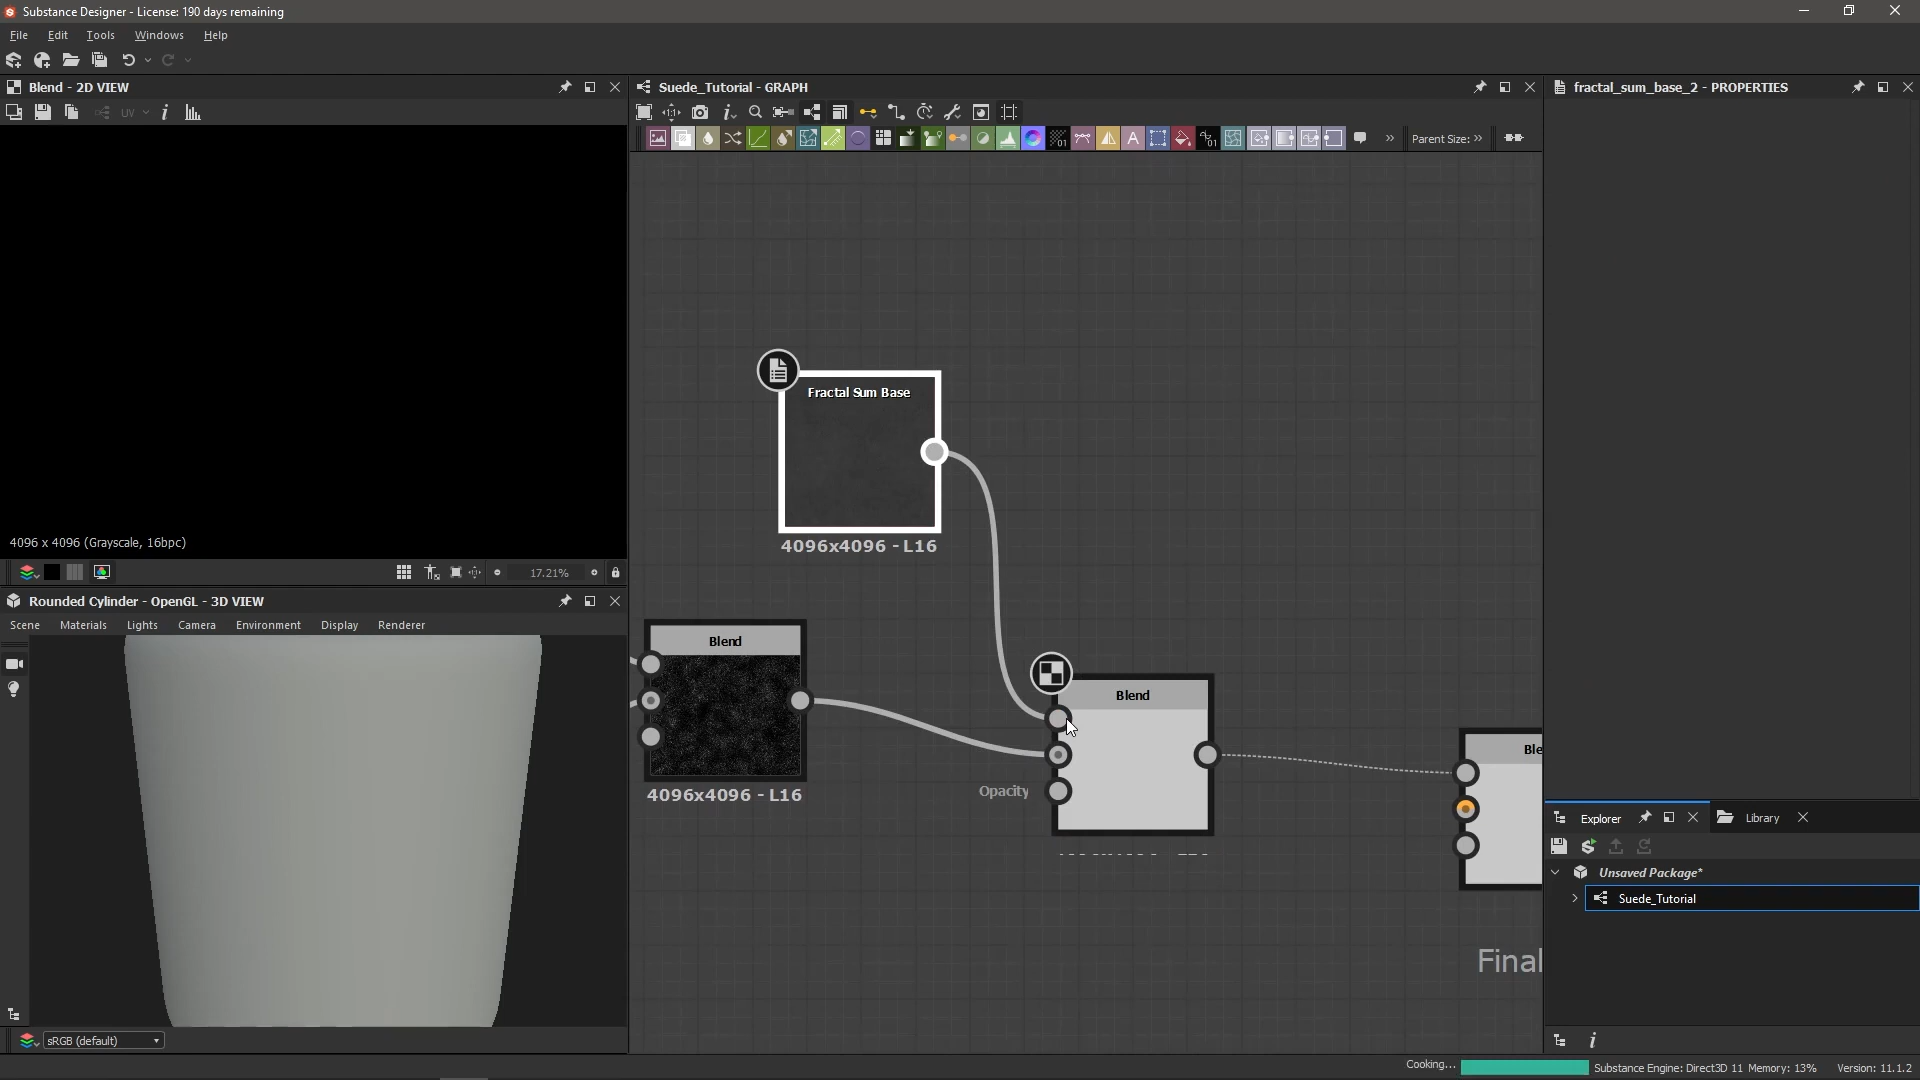 Substance Designer - License: 190 days remaining
File Edit Tools Windows Help
Blend - 2D VIEW
UV
4096 x 4096 (Grayscale, 16bpc)
17.21%
Rounded Cylinder - OpenGL - 3D VIEW
Scene Materials Lights Camera Environment Display Renderer
sRGB (default)
Suede_Tutorial - GRAPH
Parent Size:
Fractal Sum Base
4096x4096 - L16
Blend
4096x4096 - L16
Blend
Opacity
Ble
Final
fractal_sum_base_2 - PROPERTIES
Explorer
Library
Unsaved Package*
Suede_Tutorial
Cooking...
Substance Engine: Direct3D 11 Memory: 13%
Version: 11.1.2